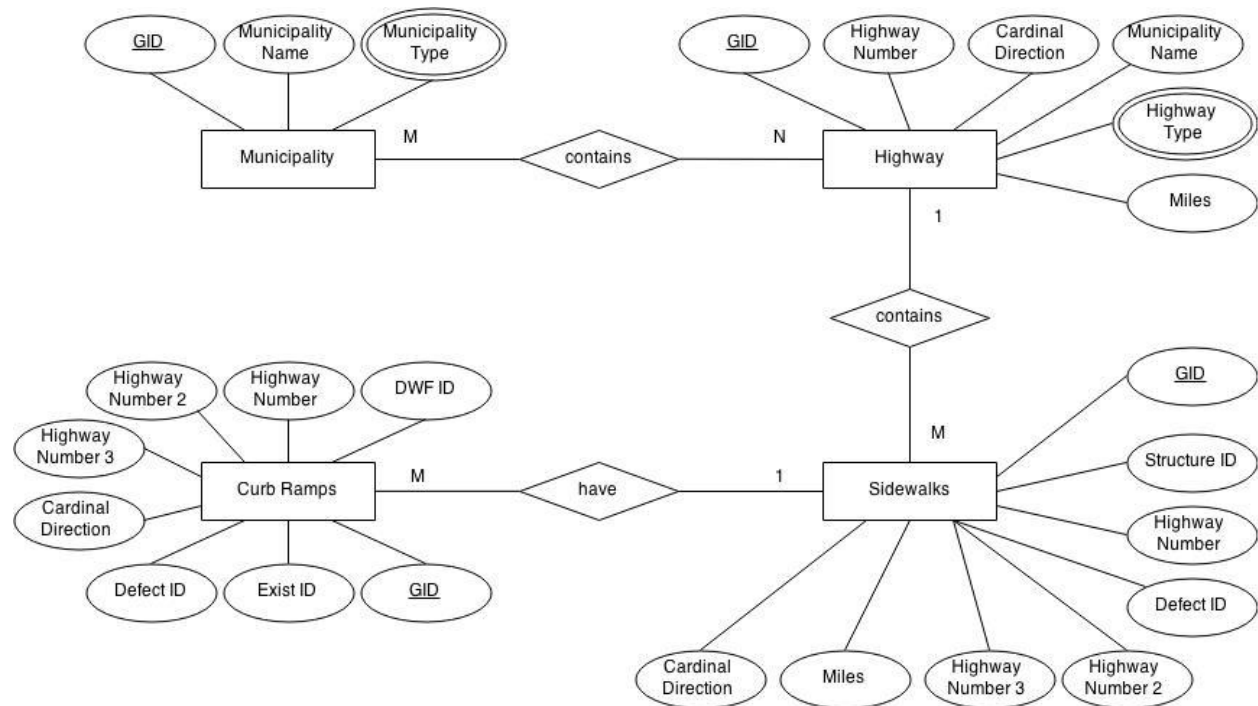 GID
Municipality
Name
Municipality
Type
GID
Highway
Number
Cardinal
Direction
Municipality
Name
Highway
Type
Miles
Municipality
M
contains
N
Highway
1
contains
M
Highway
Number 2
Highway
Number
DWF ID
Highway
Number 3
Cardinal
Direction
Curb Ramps
M
have
1
Sidewalks
Defect ID
Exist ID
GID
GID
Structure ID
Highway
Number
Defect ID
Cardinal
Direction
Miles
Highway
Number 3
Highway
Number 2